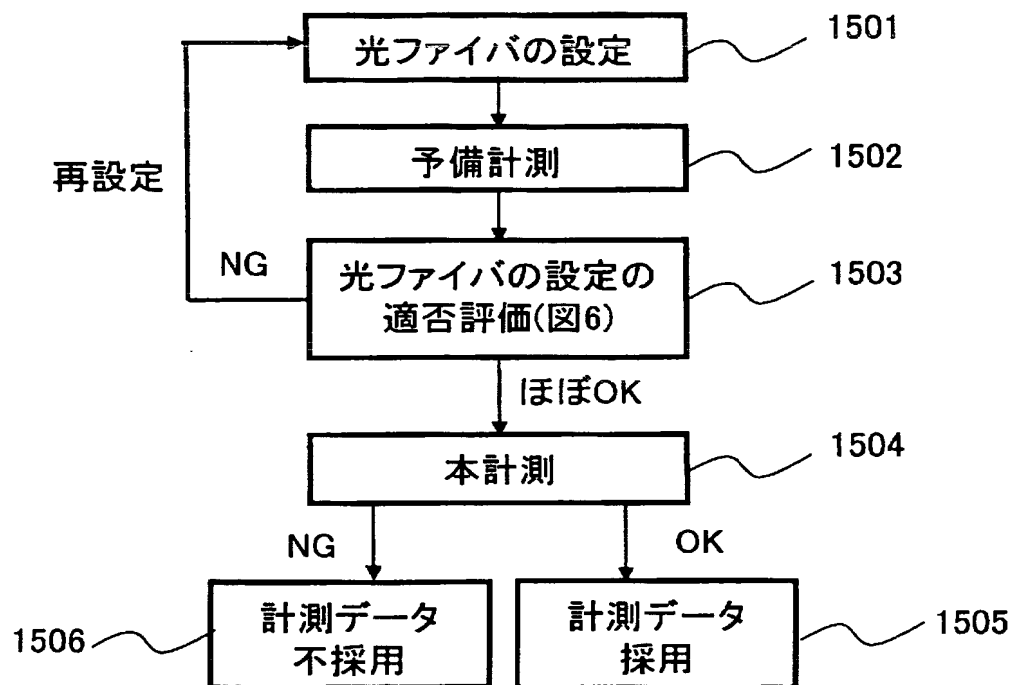 光ファイバの設定
1501
予備計測
1502
再設定
NG
光ファイバの設定の
適否評価(図6)
1503
ほぼOK
本計測
1504
NG
OK
1506
計測データ
不採用
計測データ
採用
1505